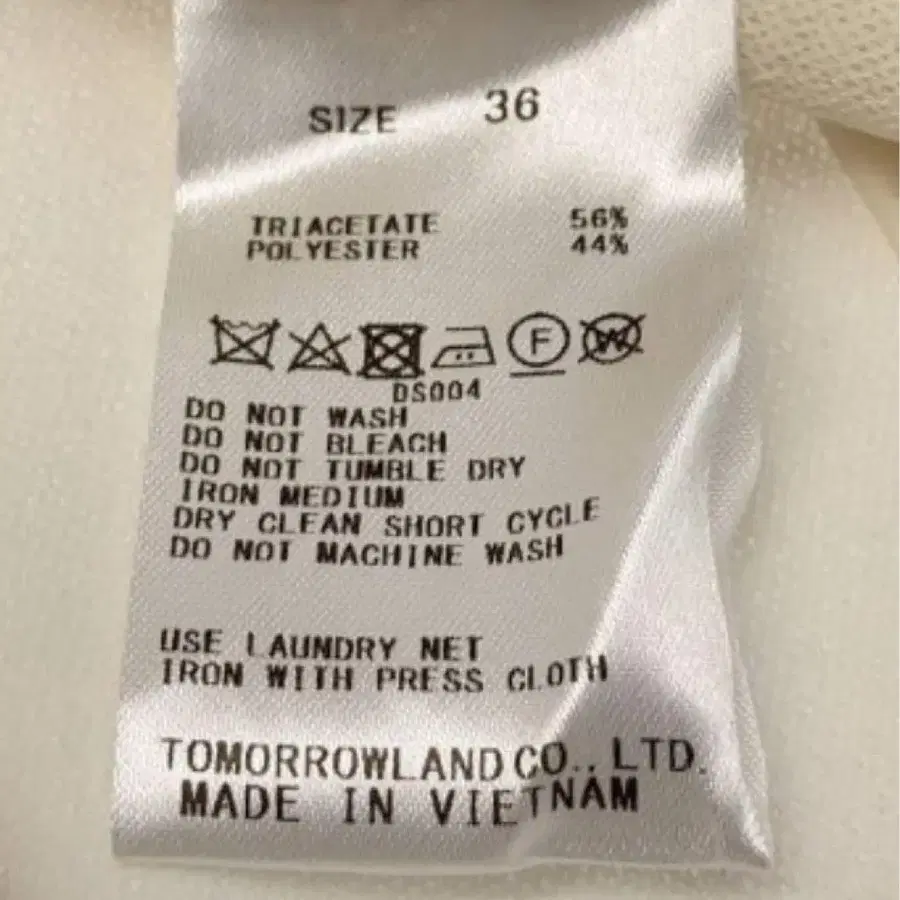 SIZE 36
TRIACETATE 56%
POLYESTER 44%
F W
DS004
DO NOT WASH
DO NOT BLEACH
DO NOT TUMBLE DRY
IRON MEDIUM
DRY CLEAN SHORT CYCLE
DO NOT MACHINE WASH
USE LAUNDRY NET
IRON WITH PRESS CLOTH
TOMORROWLAND CO., LTD.
MADE IN VIETNAM